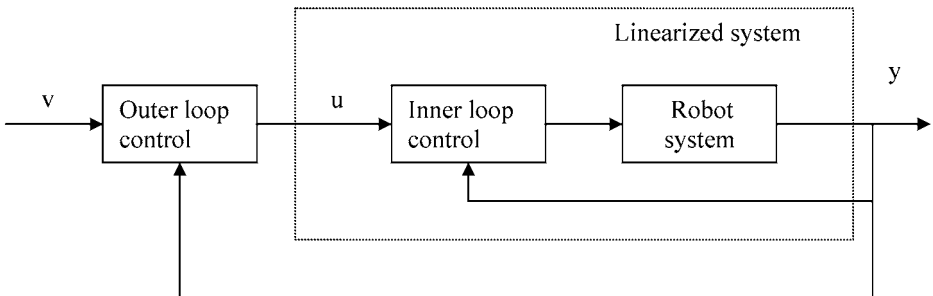 Linearized system
v
Outer loop
control
u
Inner loop
control
Robot
system
y